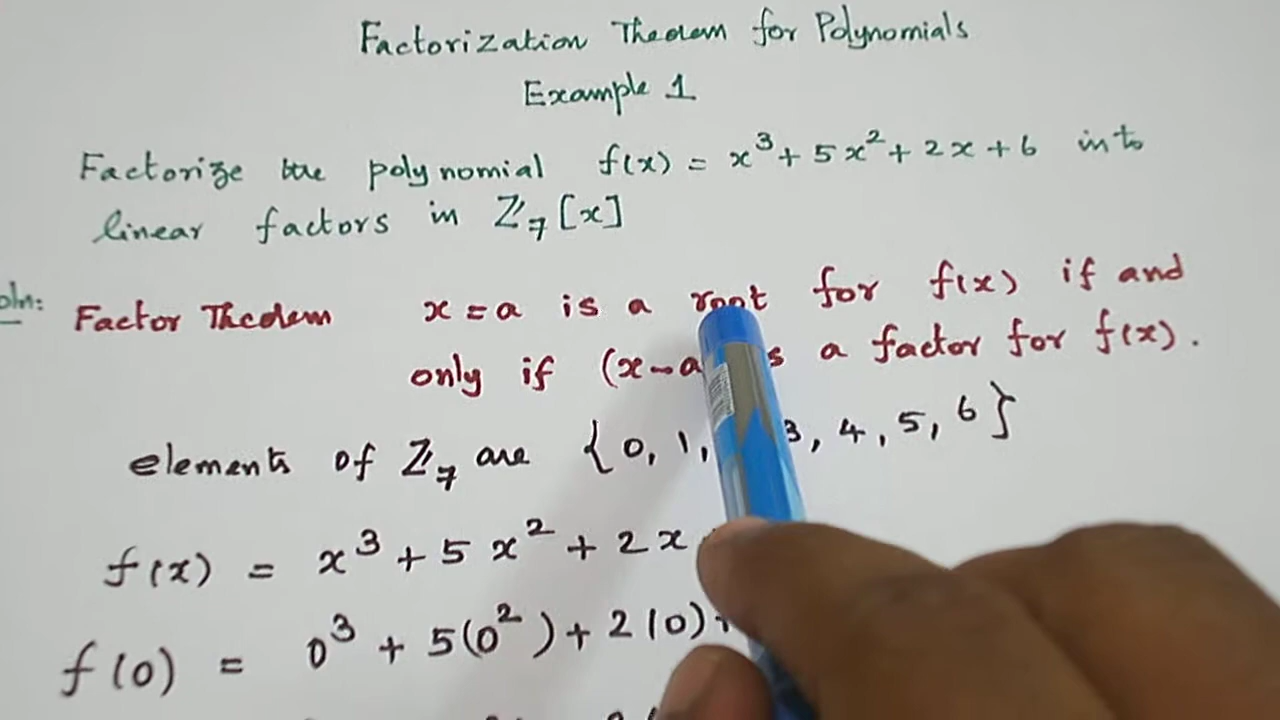 Factorization Theorem for Polynomials
Example 1
Factorize the polynomial f(x) = x³ + 5x² + 2x + 6 into
linear factors in Z₇[x]
oln: Factor Theorem x = a is a root for f(x) if and
only if (x - a s a factor for f(x).
elements of Z₇ are {0, 1, 3, 4, 5, 6}
f(x) = x³ + 5x² + 2x
f(0) = 0³ + 5(0²) + 2(0) +